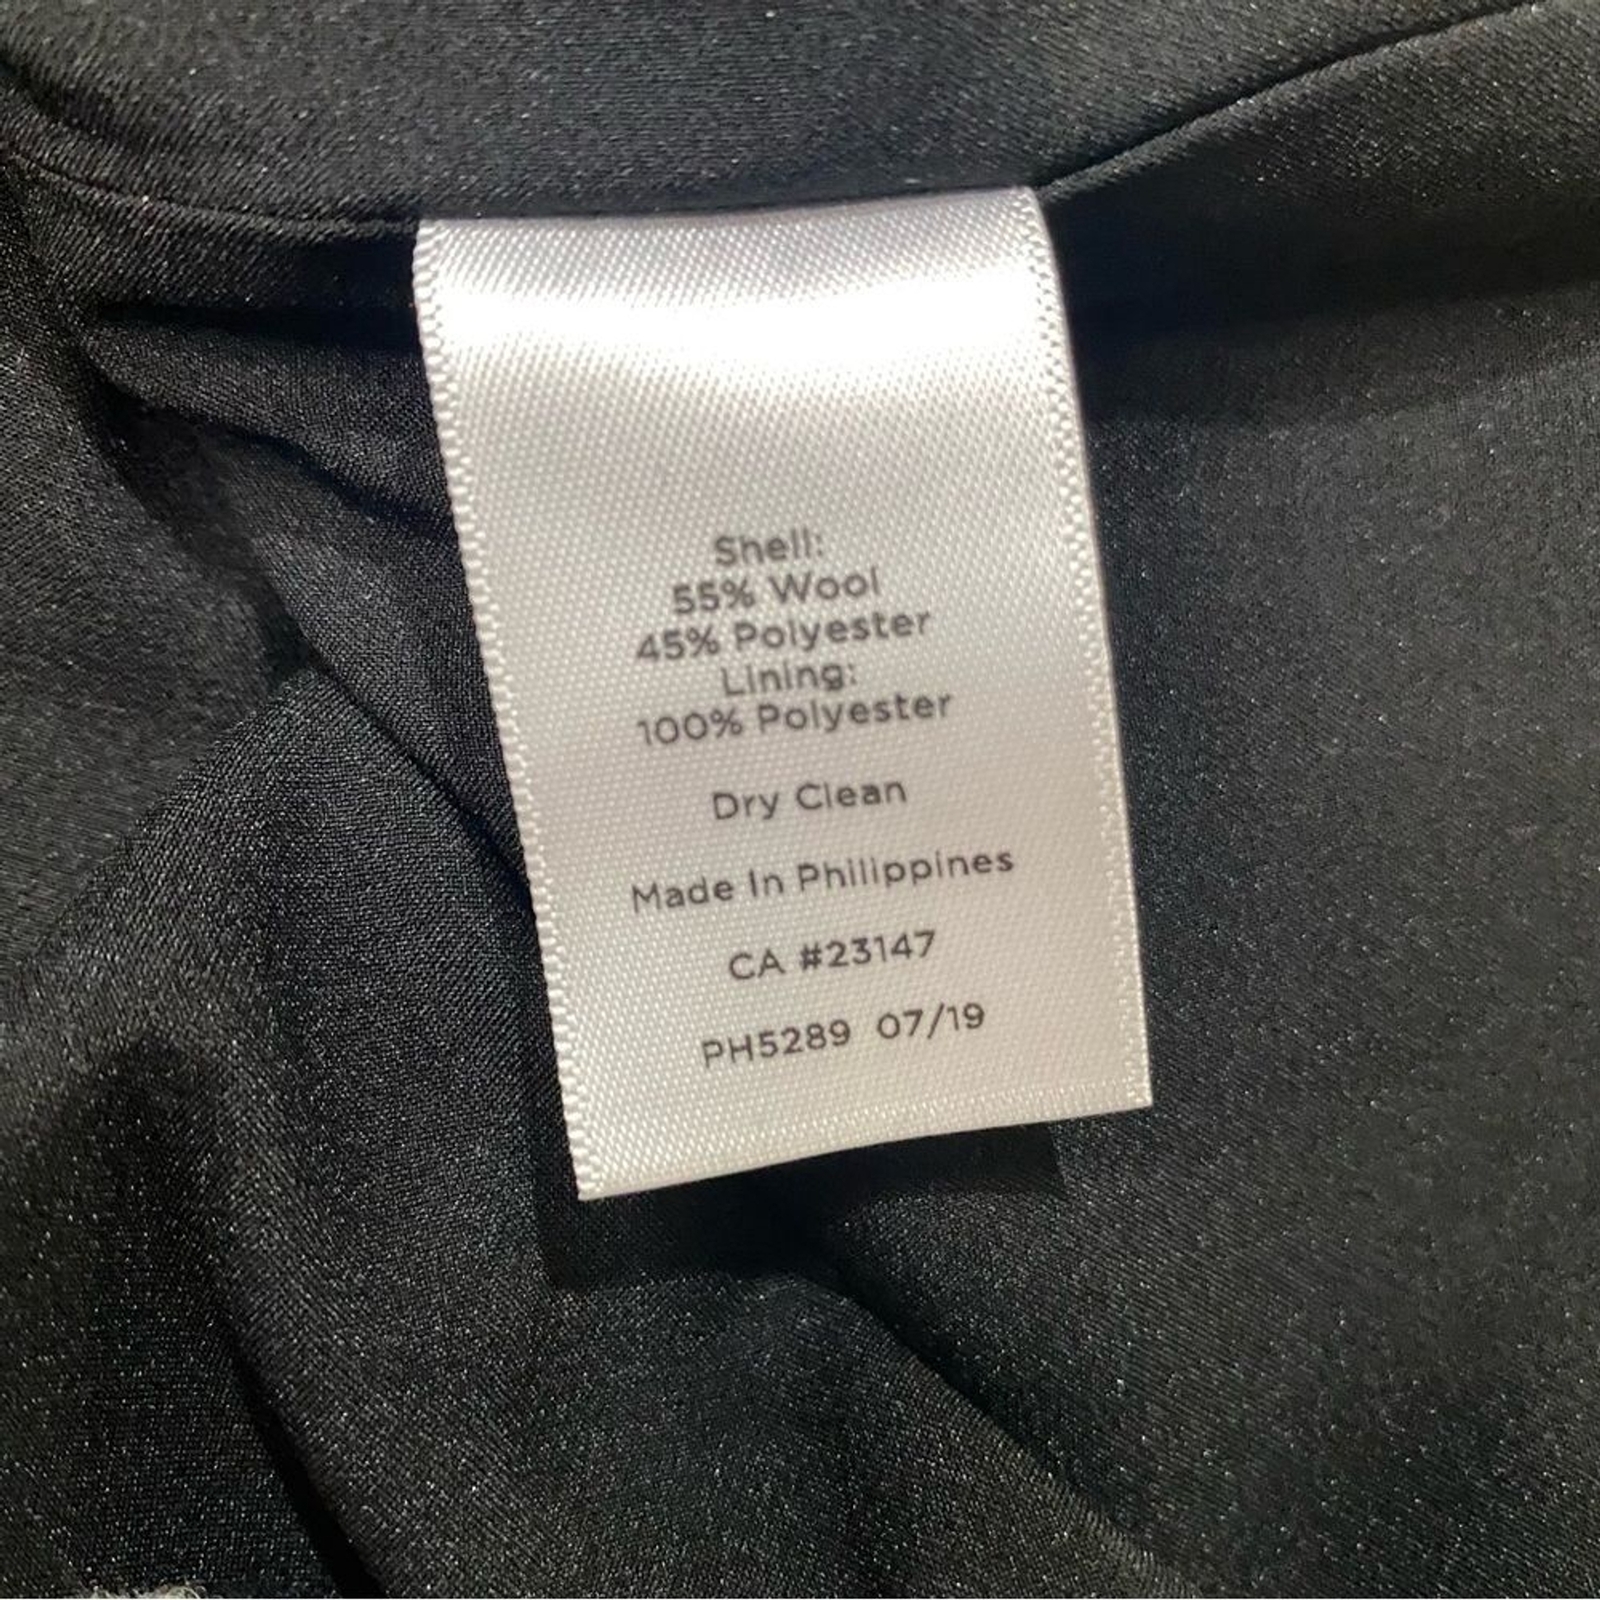 Shell:
55% Wool
45% Polyester
Lining:
100% Polyester
Dry Clean
Made In Philippines
CA #23147
PH5289 07/19